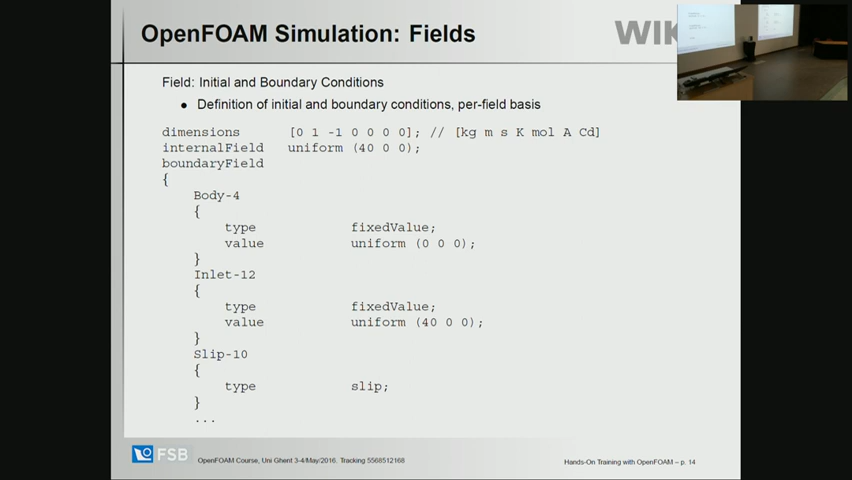 OpenFOAM Simulation: Fields
WIK
Field: Initial and Boundary Conditions
● Definition of initial and boundary conditions, per-field basis
dimensions [0 1 -1 0 0 0 0]; // [kg m s K mol A Cd]
internalField uniform (40 0 0);
boundaryField
{
Body-4
{
type fixedValue;
value uniform (0 0 0);
}
Inlet-12
{
type fixedValue;
value uniform (40 0 0);
}
Slip-10
{
type slip;
}
...
FSB
OpenFOAM Course, Uni Ghent 3-4/May/2016. Tracking 5568512168
Hands-On Training with OpenFOAM – p. 14